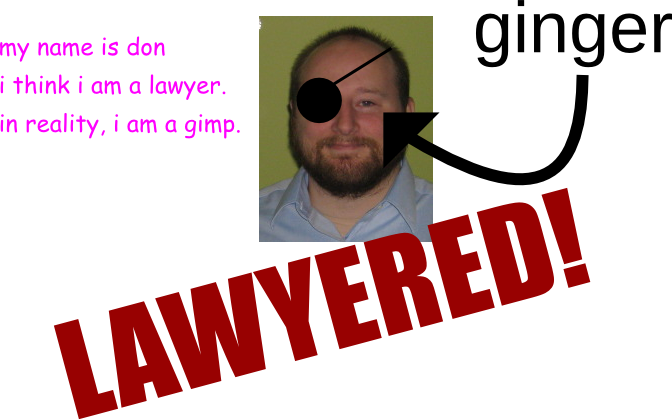 ginger
my name is don
i think i am a lawyer.
in reality, i am a gimp.
LAWYERED!